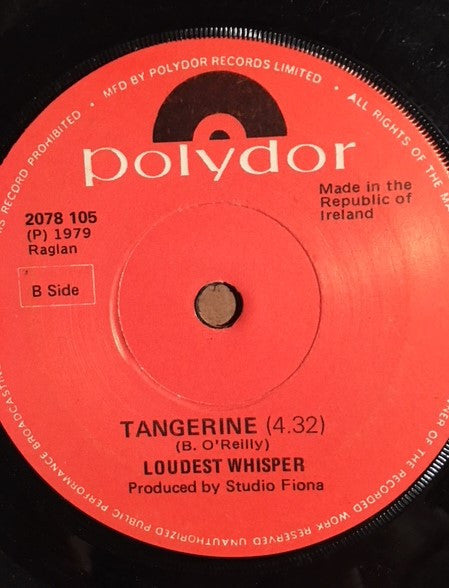 MFD BY POLYDOR RECORDS LIMITED • ALL RIGHTS OF THE
polydor
Made in the
Republic of
Ireland
2078 105
(P) 1979
Raglan
B Side
TANGERINE (4.32)
(B. O'Reilly)
LOUDEST WHISPER
Produced by Studio Fiona
OF THE RECORDED WORK RESERVED UNAUTHORIZED PUBLIC PERFORMANCE BROADCASTING
RECORD PROHIBITED •